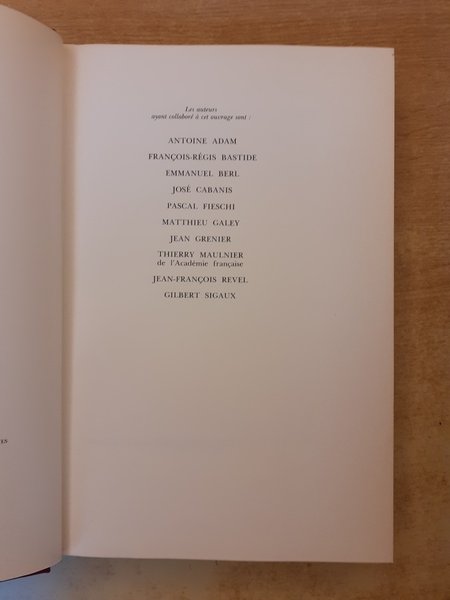 Les auteurs
ayant collaboré à cet ouvrage sont :
ANTOINE ADAM
FRANÇOIS-RÉGIS BASTIDE
EMMANUEL BERL
JOSÉ CABANIS
PASCAL FIESCHI
MATTHIEU GALEY
JEAN GRENIER
THIERRY MAULNIER
de l'Académie française
JEAN-FRANÇOIS REVEL
GILBERT SIGAUX